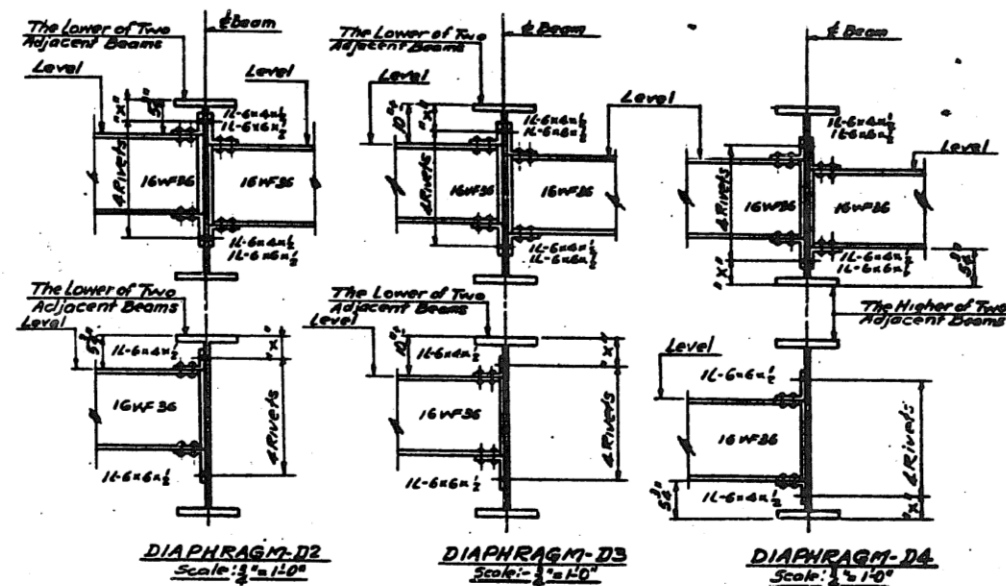 ℄ Beam
The Lower of Two
Adjacent Beams
Level
Level
"X"
1L-6x4x½
1L-6x6x½
4 Rivets
16WF36
16WF36
1L-6x4x½
1L-6x6x½
The Lower of Two
Adjacent Beams
Level
"X"
1L-6x4x½
16WF36
4 Rivets
1L-6x6x½
DIAPHRAGM-D2
Scale: ¾"=1'-0"
℄ Beam
The Lower of Two
Adjacent Beams
Level
Level
"X"
1L-6x4x½
1L-6x6x½
4 Rivets
16WF36
16WF36
1L-6x4x½
1L-6x6x½
The Lower of Two
Adjacent Beams
Level
"X"
1L-6x4x½
16WF36
4 Rivets
1L-6x6x½
DIAPHRAGM-D3
℄ Beam
1L-6x4x½
1L-6x6x½
Level
4 Rivets
16WF36
16WF36
1L-6x4x½
1L-6x6x½
"X"
The Higher of Two
Adjacent Beams
Level
1L-6x6x½
16WF36
4 Rivets
1L-6x4x½
"X"
DIAPHRAGM-D4